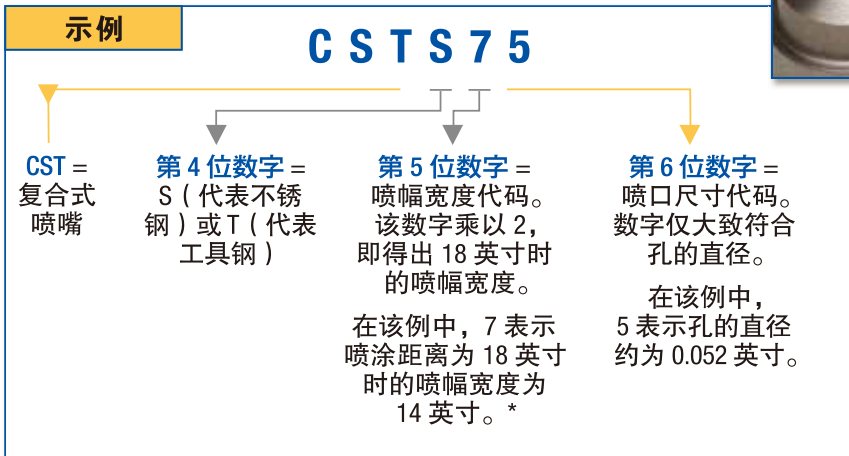 示例
CSTS75
CST =
复合式
喷嘴
第 4 位数字 =
S（代表不锈
钢）或 T（代表
工具钢）
第 5 位数字 =
喷幅宽度代码。
该数字乘以 2，
即得出 18 英寸时
的喷幅宽度。
在该例中，7 表示
喷涂距离为 18 英寸
时的喷幅宽度为
14 英寸。*
第 6 位数字 =
喷口尺寸代码。
数字仅大致符合
孔的直径。
在该例中，
5 表示孔的直径
约为 0.052 英寸。